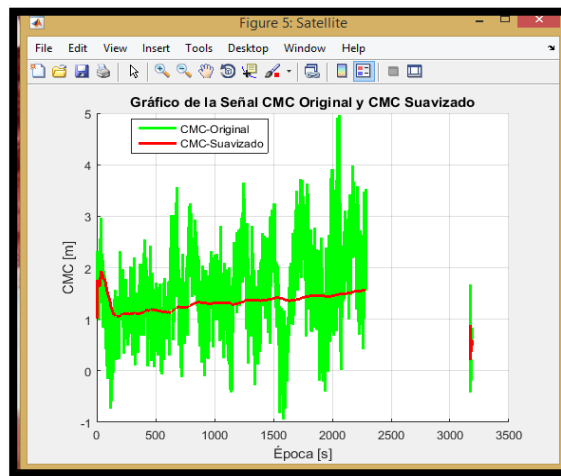 Figure 5: Satellite
File Edit View Insert Tools Desktop Window Help
Gráfico de la Señal CMC Original y CMC Suavizado
CMC-Original
CMC-Suavizado
CMC [m]
5
4
3
2
1
0
-1
0 500 1000 1500 2000 2500 3000 3500
Época [s]